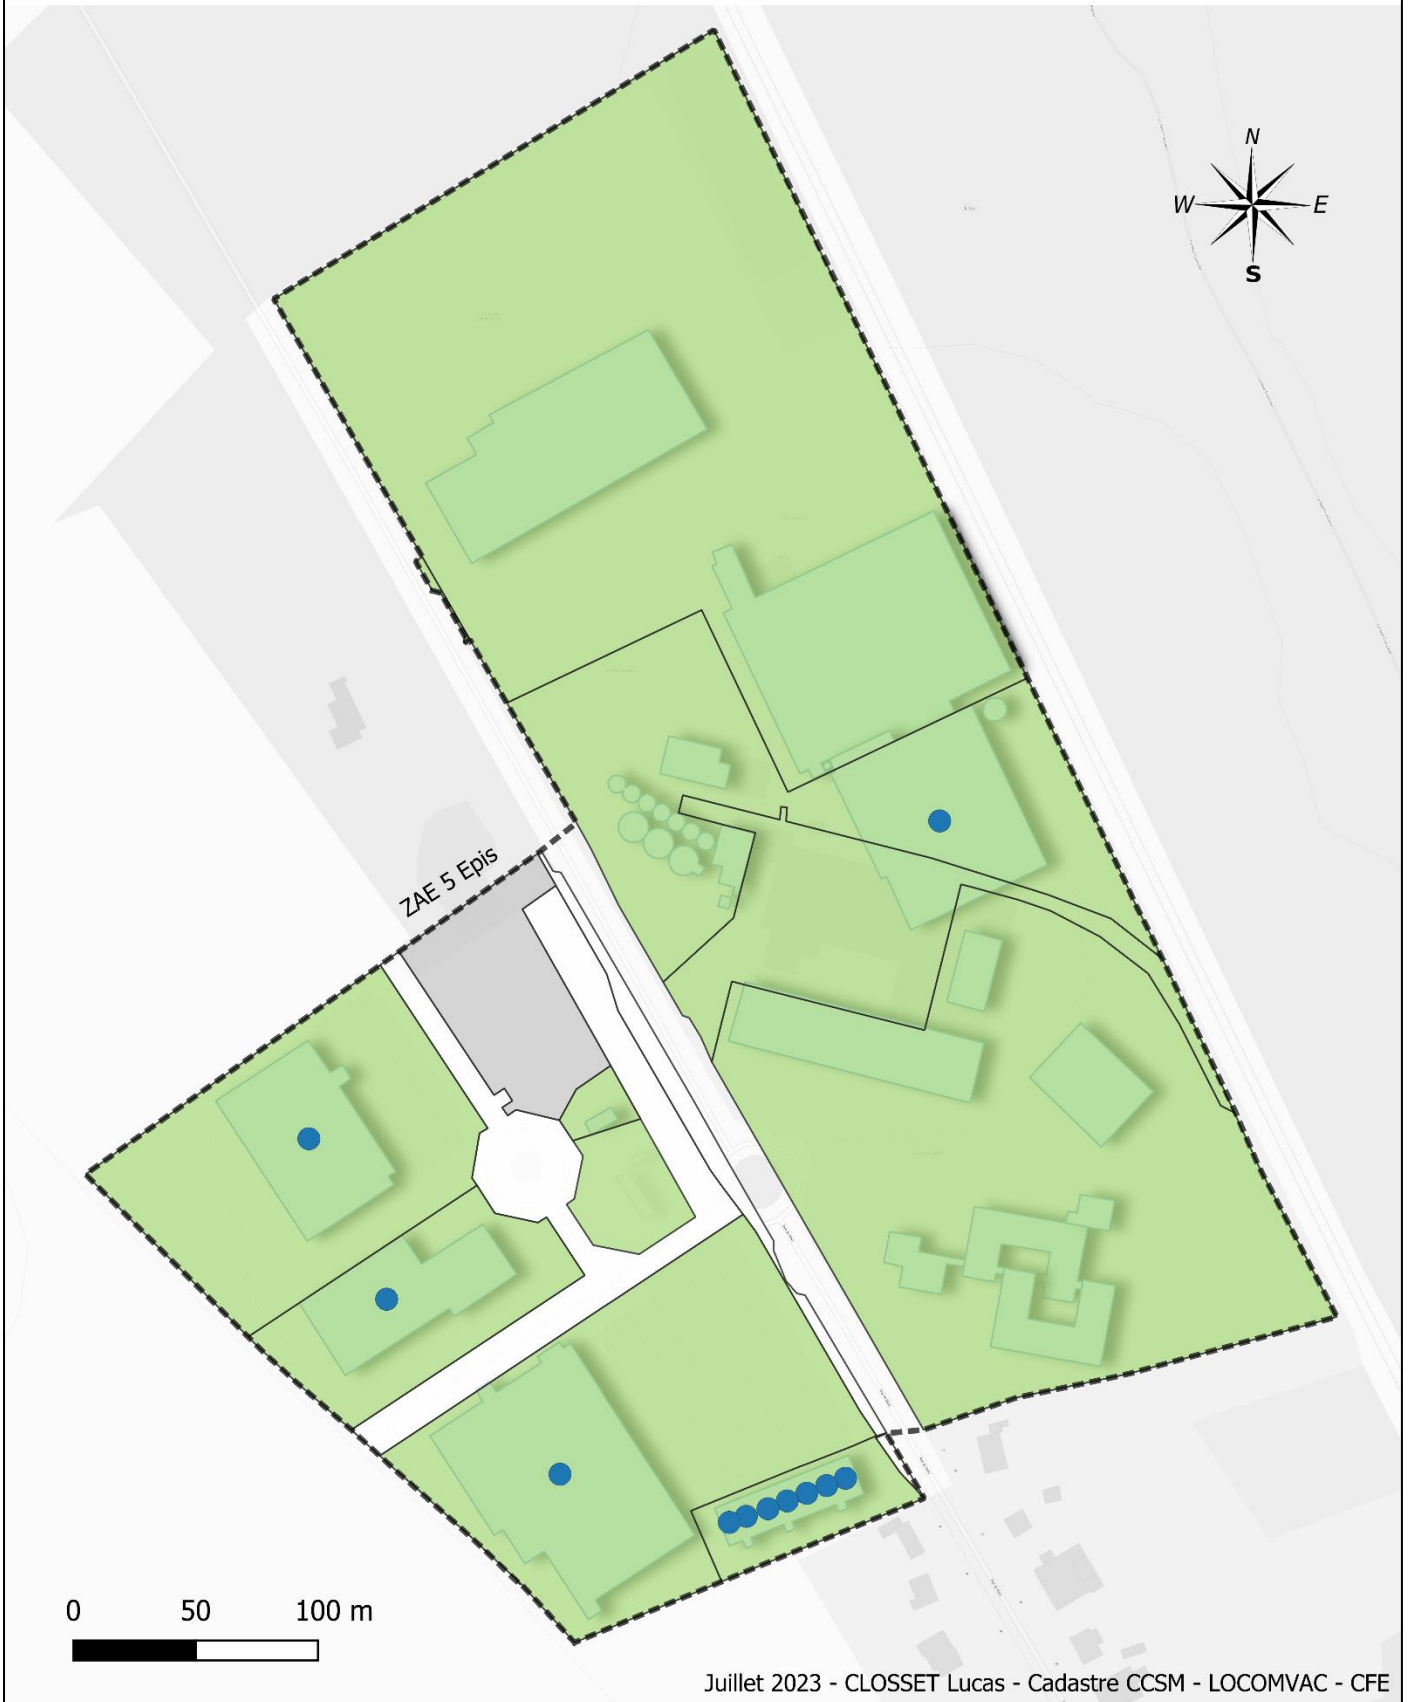 N
W E
S
ZAE 5 Epis
0 50 100 m
Juillet 2023 - CLOSSET Lucas - Cadastre CCSM - LOCOMVAC - CFE